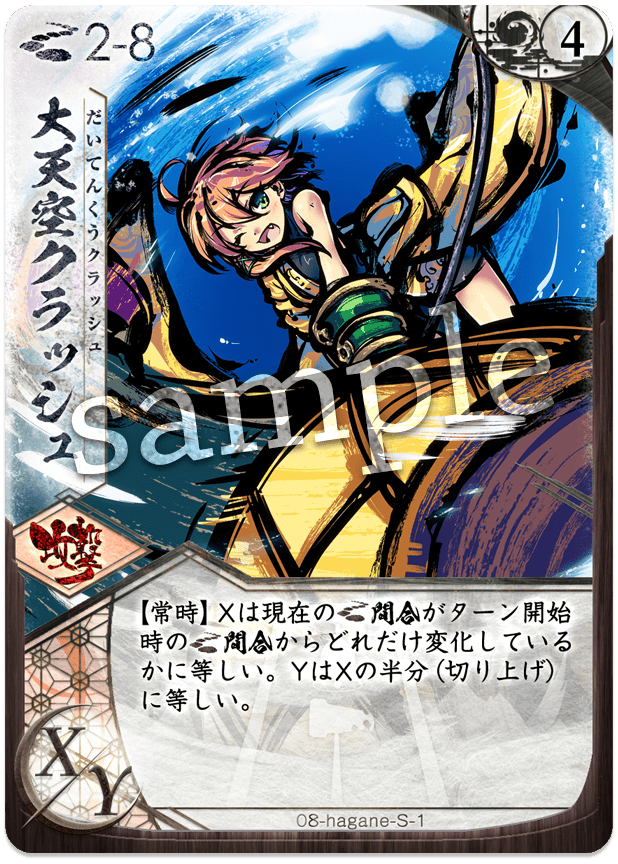 2-8
4
大天空クラッシュ
だいてんくうクラッシュ
sample
攻撃
【常時】Xは現在の間合がターン開始
時の間合からどれだけ変化している
かに等しい。YはXの半分(切り上げ)
に等しい。
X/Y
08-hagane-S-1